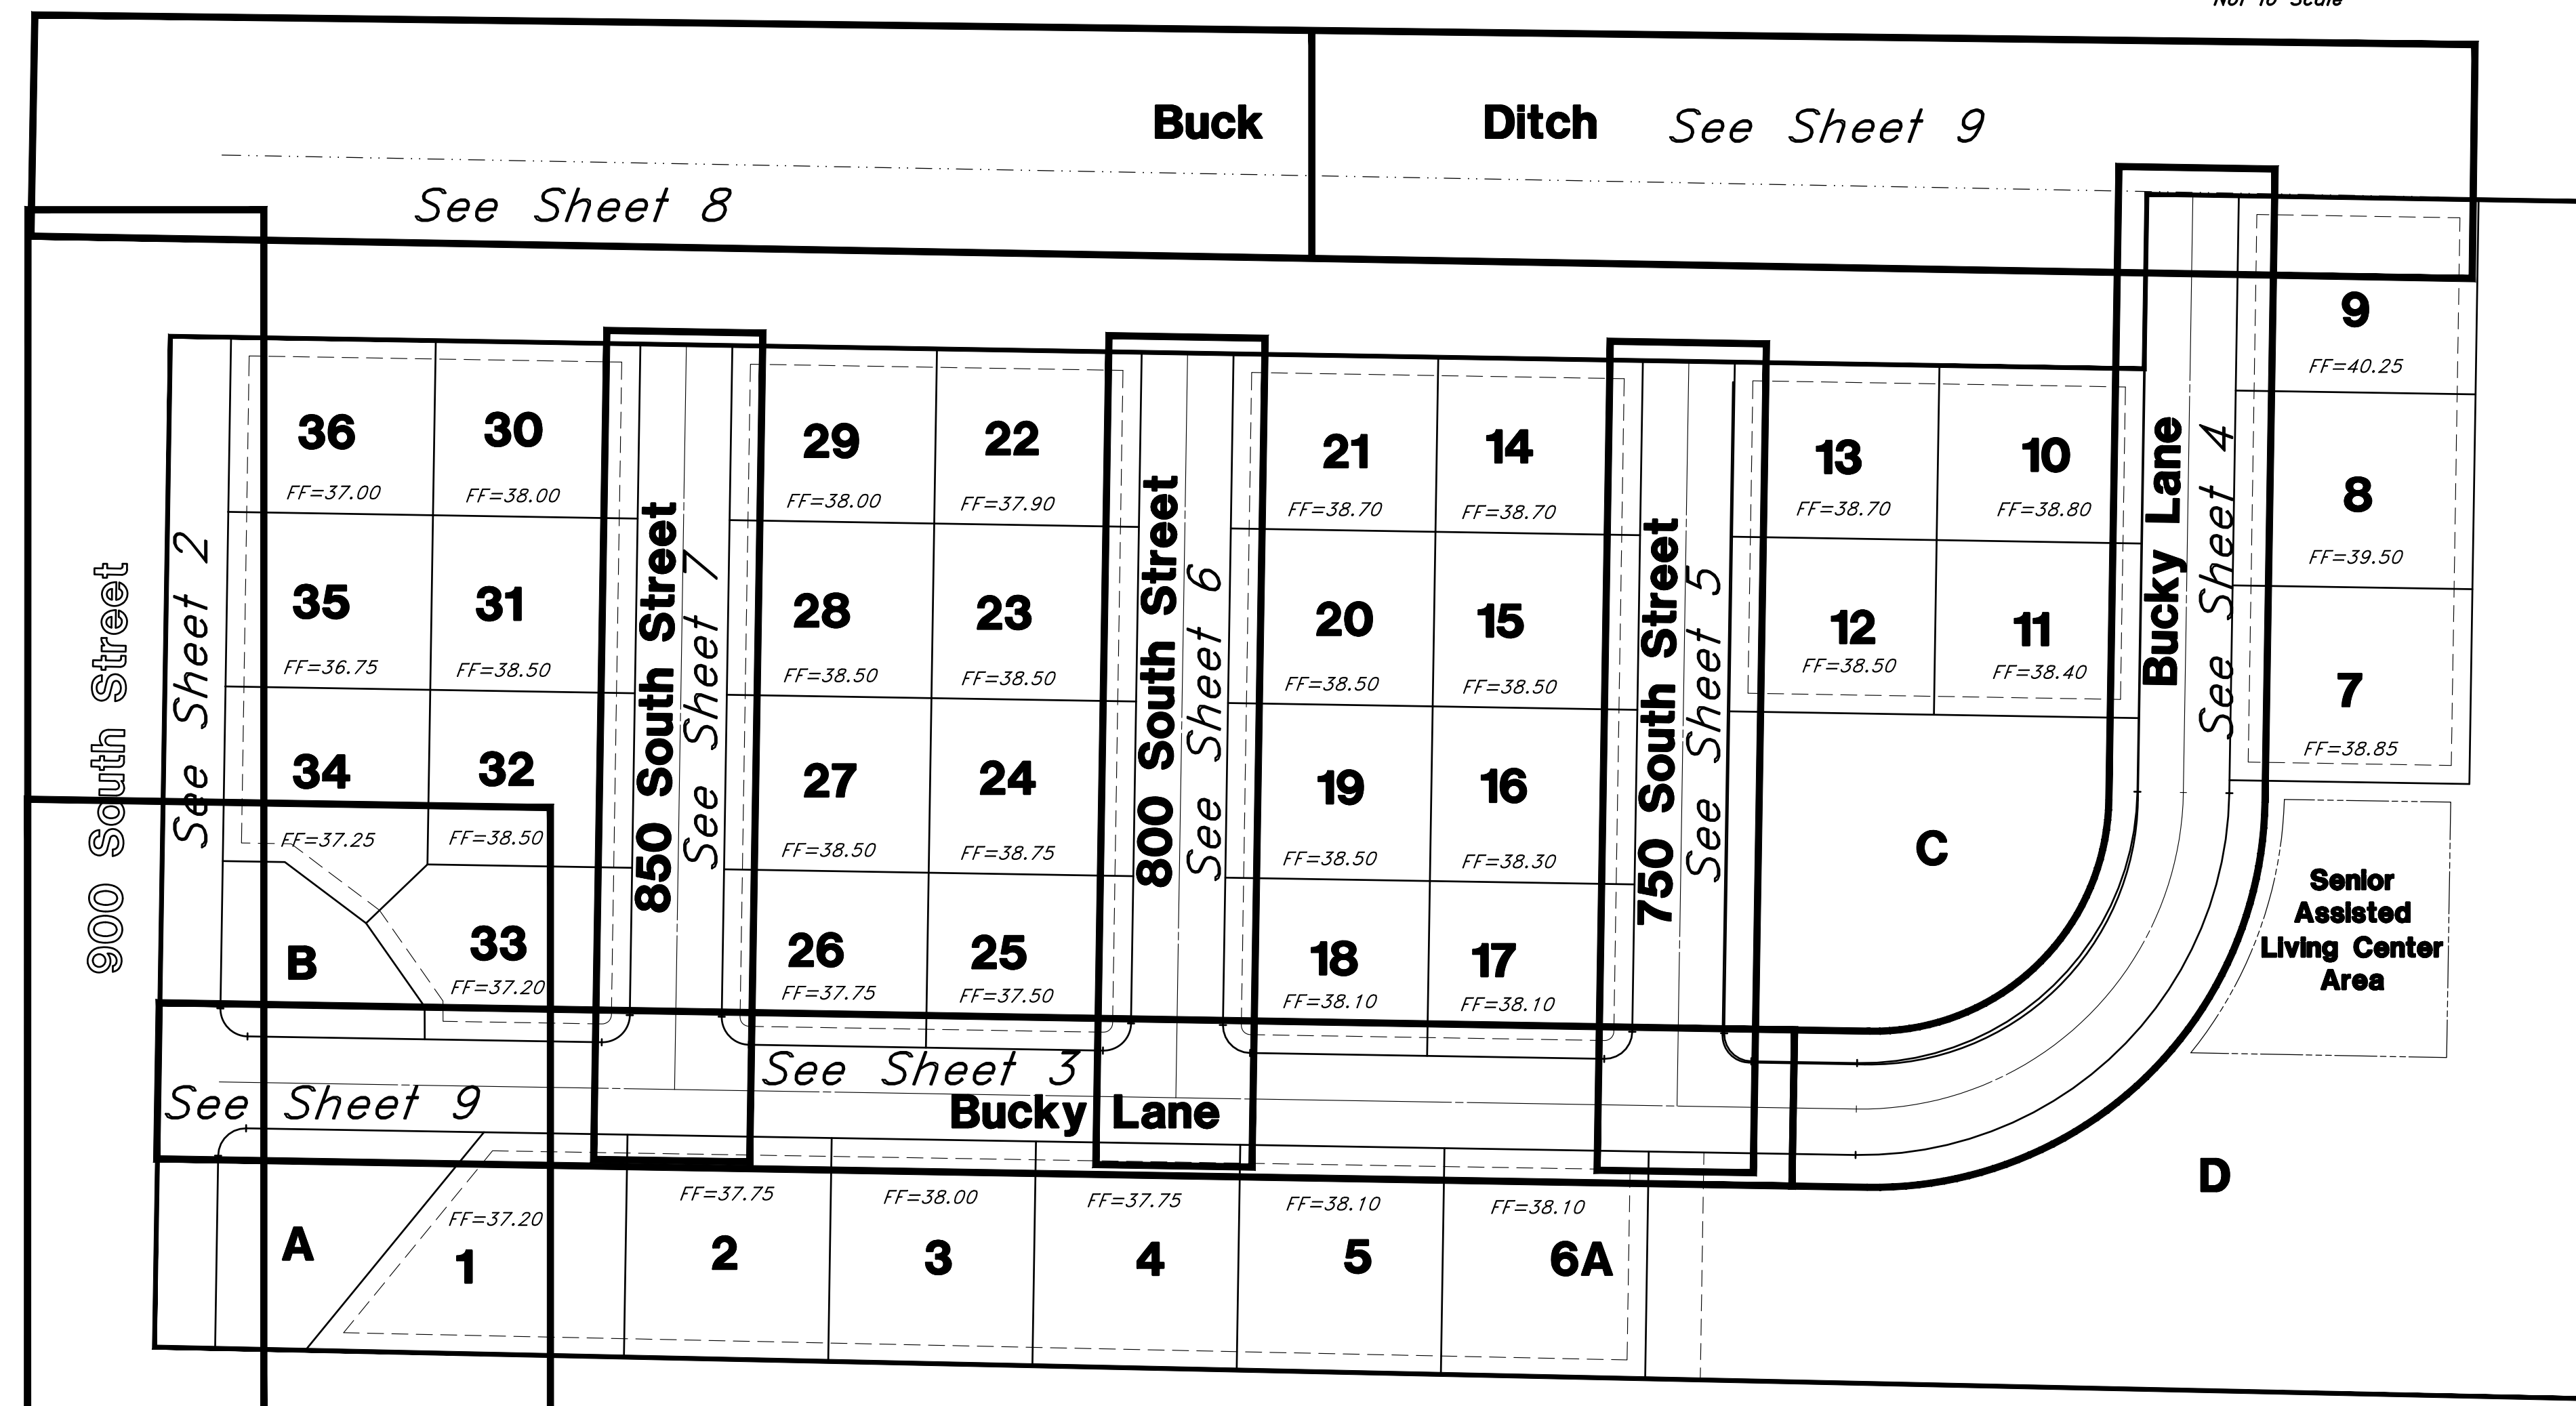 Not To Scale
Buck Ditch See Sheet 9
See Sheet 8
9
FF=40.25
36 30 29 22 21 14 13 10
FF=37.00 FF=38.00 FF=38.00 FF=37.90 FF=38.70 FF=38.70 FF=38.70 FF=38.80
8
FF=39.50
35 31 28 23 20 15 12 11
FF=36.75 FF=38.50 FF=38.50 FF=38.50 FF=38.50 FF=38.50 FF=38.50 FF=38.40
7
FF=38.85
34 32 27 24 19 16
FF=37.25 FF=38.50 FF=38.50 FF=38.75 FF=38.50 FF=38.30
C
B 33 26 25 18 17
FF=37.20 FF=37.75 FF=37.50 FF=38.10 FF=38.10
900 South Street
See Sheet 2
850 South Street
See Sheet 7
800 South Street
See Sheet 6
750 South Street
See Sheet 5
Bucky Lane
See Sheet 4
Senior
Assisted
Living Center
Area
See Sheet 3
See Sheet 9
Bucky Lane
D
FF=37.20 FF=37.75 FF=38.00 FF=37.75 FF=38.10 FF=38.10
A 1 2 3 4 5 6A